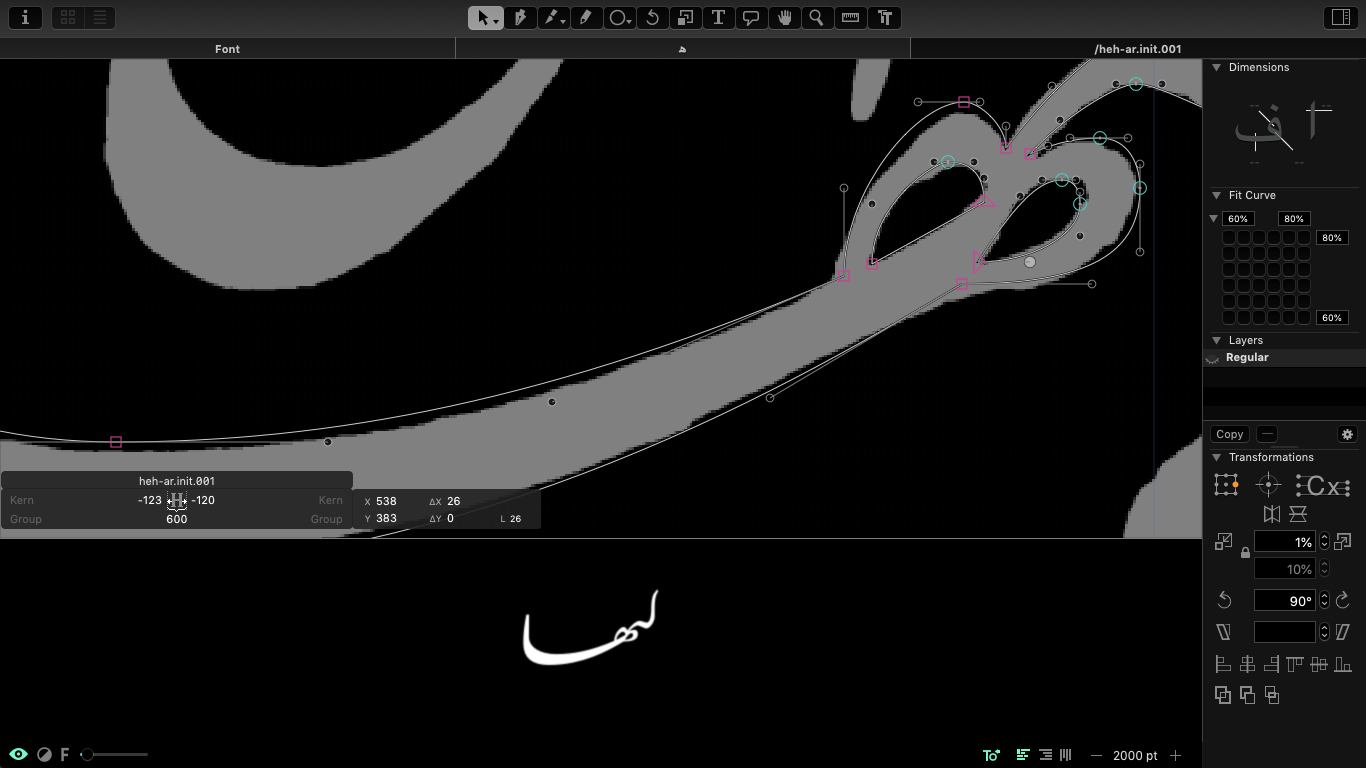 T
Font
ه
/heh-ar.init.001
Dimensions
-- --
-- --
Fit Curve
60% 80%
80%
60%
Layers
Regular
Copy
Transformations
Cx
1%
10%
90°
heh-ar.init.001
Kern -123 H -120 Kern
Group 600 Group
X 538 ΔX 26
Y 383 ΔY 0 L 26
لها
F
2000 pt